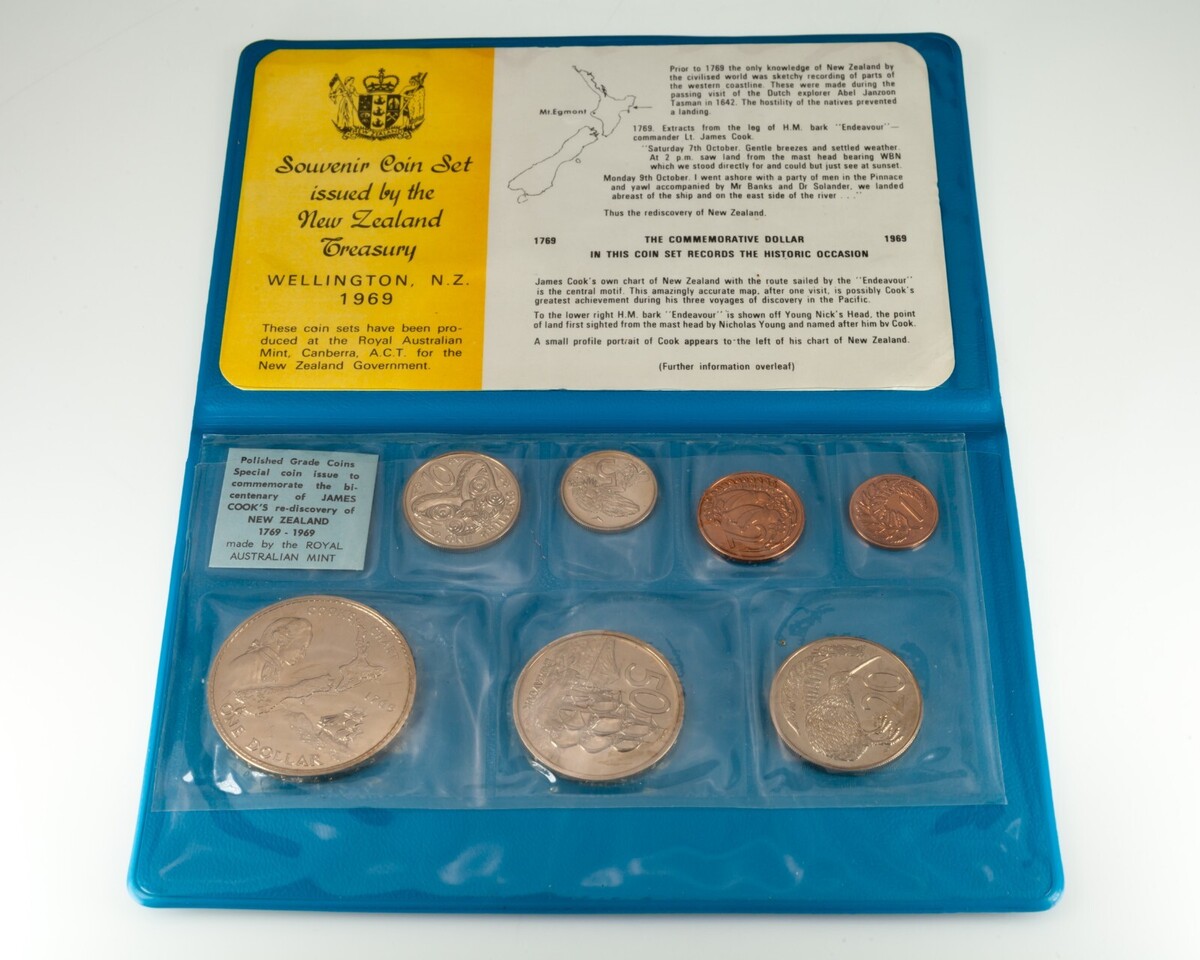 NEW ZEALAND
Souvenir Coin Set
issued by the
New Zealand
Treasury
WELLINGTON, N.Z.
1969
These coin sets have been pro-
duced at the Royal Australian
Mint, Canberra, A.C.T. for the
New Zealand Government.
Mt.Egmont
Prior to 1769 the only knowledge of New Zealand by
the civilised world was sketchy recording of parts of
the western coastline. These were made during the
passing visit of the Dutch explorer Abel Janzoon
Tasman in 1642. The hostility of the natives prevented
a landing.
1769. Extracts from the log of H.M. bark "Endeavour"—
commander Lt. James Cook.
"Saturday 7th October. Gentle breezes and settled weather.
At 2 p.m. saw land from the mast head bearing WBN
which we stood directly for and could but just see at sunset.
Monday 9th October. I went ashore with a party of men in the Pinnace
and yawl accompanied by Mr Banks and Dr Solander, we landed
abreast of the ship and on the east side of the river . . ."
Thus the rediscovery of New Zealand.
1769 THE COMMEMORATIVE DOLLAR 1969
IN THIS COIN SET RECORDS THE HISTORIC OCCASION
James Cook's own chart of New Zealand with the route sailed by the "Endeavour"
is the central motif. This amazingly accurate map, after one visit, is possibly Cook's
greatest achievement during his three voyages of discovery in the Pacific.
To the lower right H.M. bark "Endeavour" is shown off Young Nick's Head, the point
of land first sighted from the mast head by Nicholas Young and named after him by Cook.
A small profile portrait of Cook appears to the left of his chart of New Zealand.
(Further information overleaf)
Polished Grade Coins
Special coin issue to
commemorate the bi-
centenary of JAMES
COOK'S re-discovery of
NEW ZEALAND
1769 - 1969
made by the ROYAL
AUSTRALIAN MINT
10
5
2
1
ONE DOLLAR
50
20